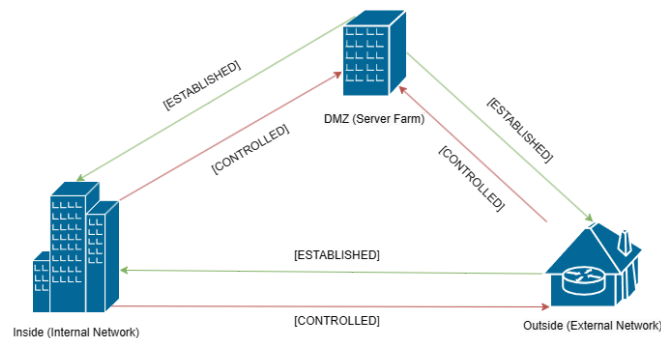 [ESTABLISHED]
[CONTROLLED]
DMZ (Server Farm)
[ESTABLISHED]
[CONTROLLED]
[ESTABLISHED]
[CONTROLLED]
Inside (Internal Network)
Outside (External Network)